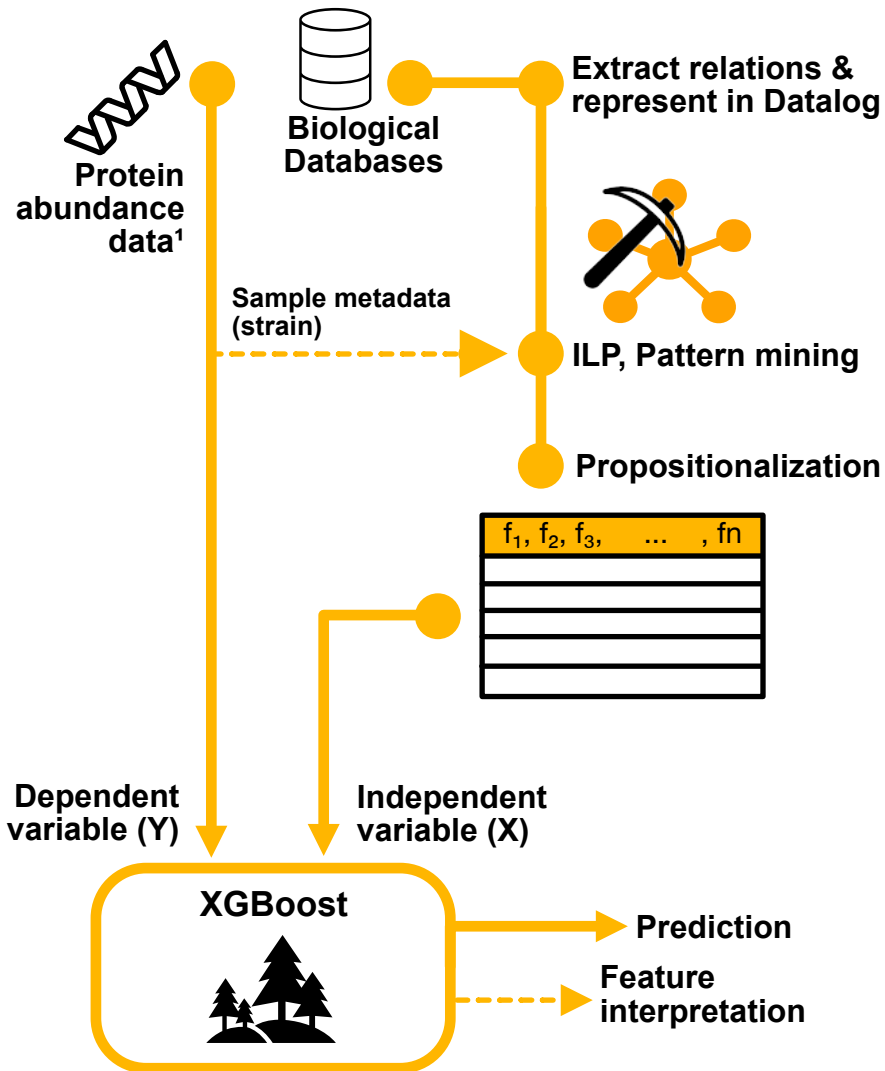 Protein
abundance
data¹
Biological
Databases
Extract relations &
represent in Datalog
Sample metadata
(strain)
ILP, Pattern mining
Propositionalization
f₁, f₂, f₃, ... , fn
Dependent
variable (Y)
Independent
variable (X)
XGBoost
Prediction
Feature
interpretation